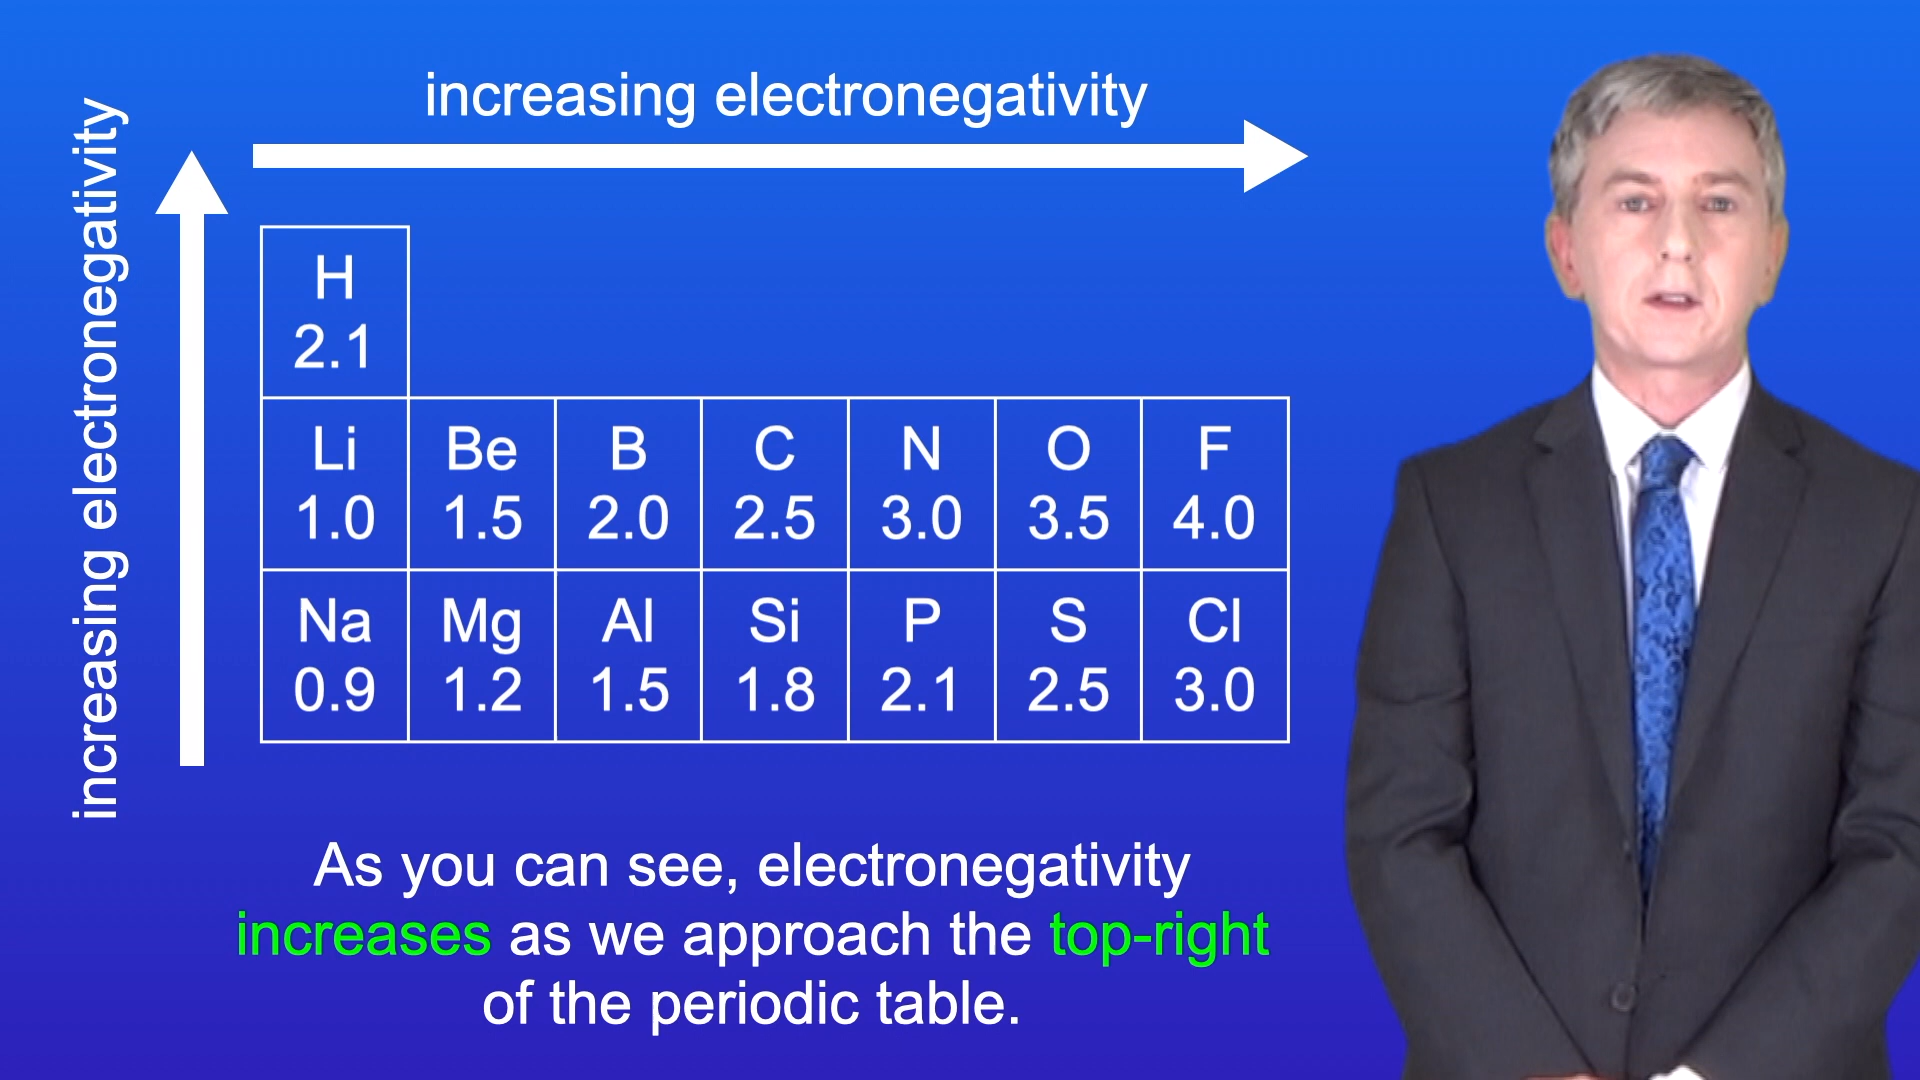 increasing electronegativity
increasing electronegativity
H
2.1
Li Be B C N O F
1.0 1.5 2.0 2.5 3.0 3.5 4.0
Na Mg Al Si P S Cl
0.9 1.2 1.5 1.8 2.1 2.5 3.0
As you can see, electronegativity
increases as we approach the top-right
of the periodic table.